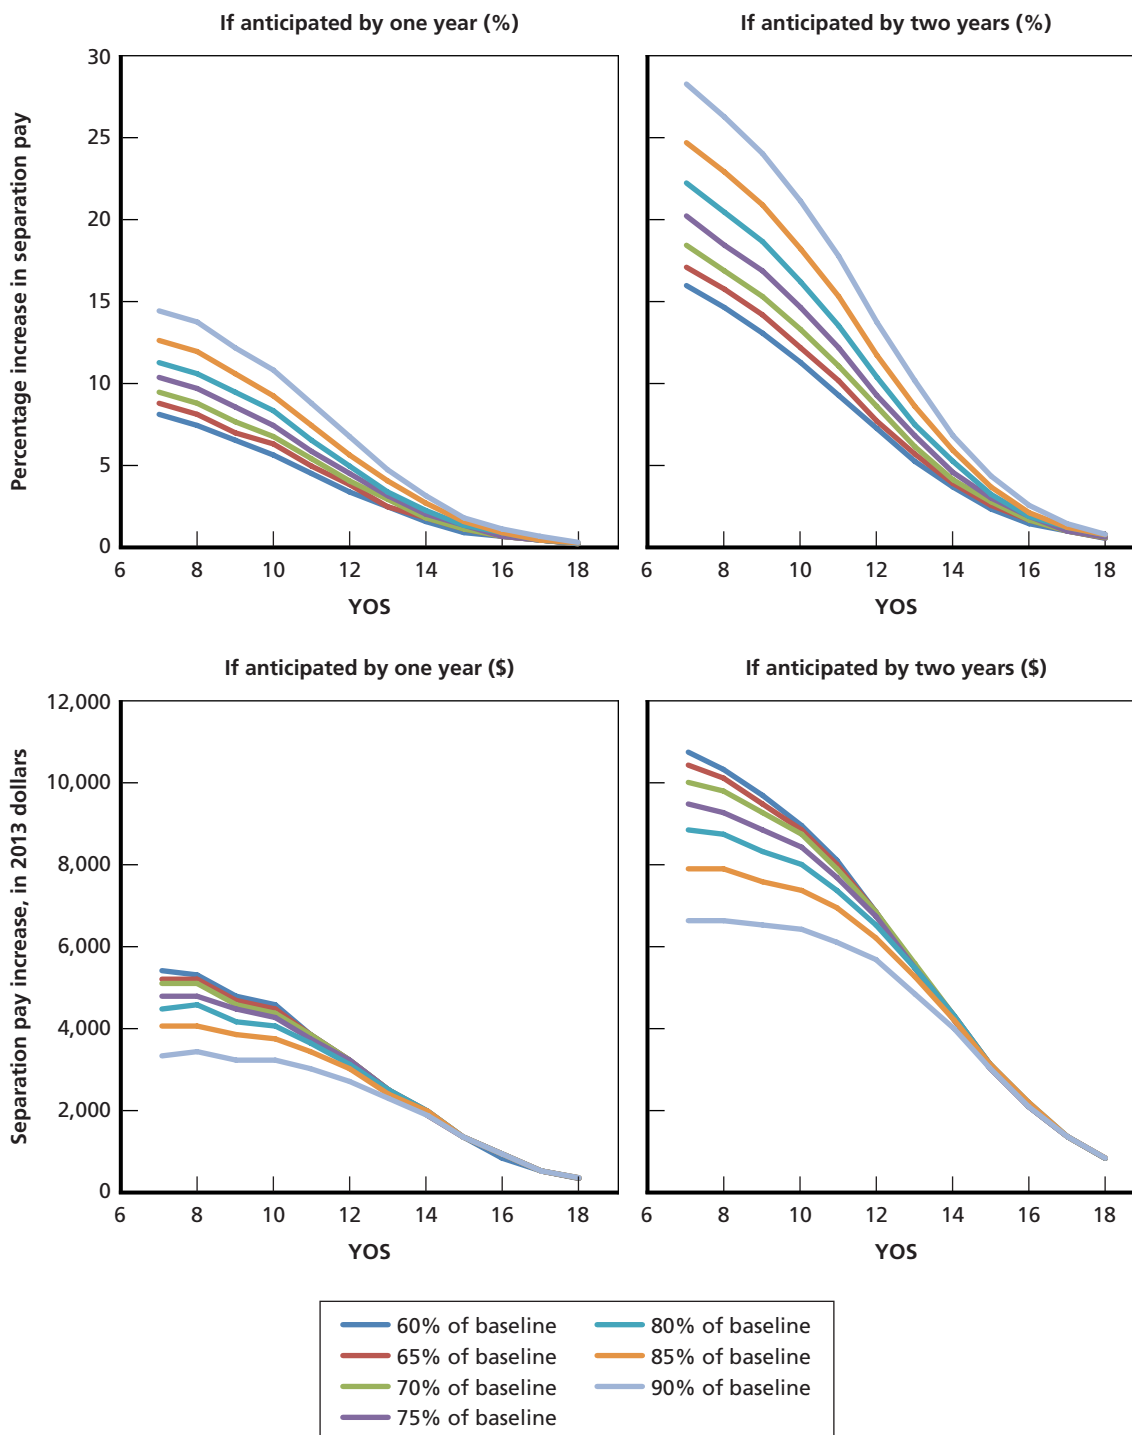 If anticipated by one year (%)
If anticipated by two years (%)
Percentage increase in separation pay
30
25
20
15
10
5
0
6 8 10 12 14 16 18
YOS
6 8 10 12 14 16 18
YOS
If anticipated by one year ($)
If anticipated by two years ($)
Separation pay increase, in 2013 dollars
12,000
10,000
8,000
6,000
4,000
2,000
0
6 8 10 12 14 16 18
YOS
6 8 10 12 14 16 18
YOS
60% of baseline
65% of baseline
70% of baseline
75% of baseline
80% of baseline
85% of baseline
90% of baseline